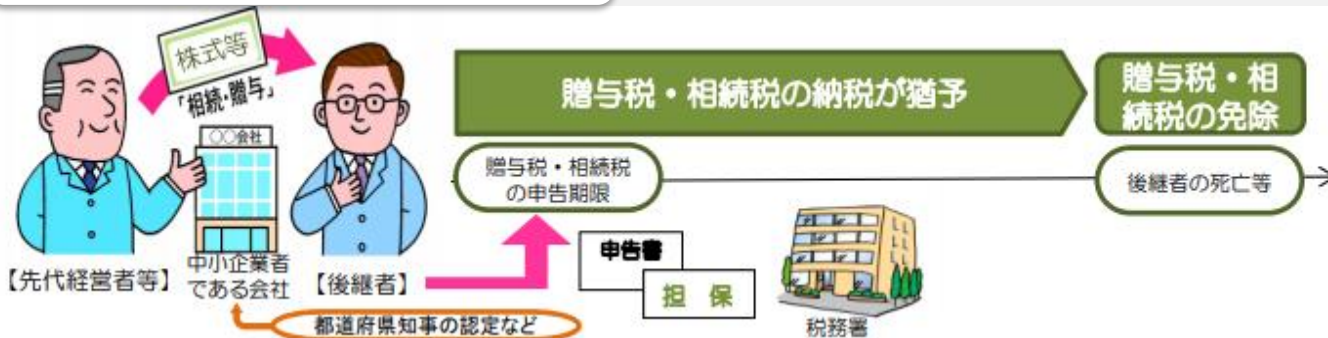 株式等
「相続・贈与」
〇〇会社
【先代経営者等】
中小企業者
である会社
【後継者】
都道府県知事の認定など
贈与税・相続税の納税が猶予
贈与税・相
続税の免除
贈与税・相続税
の申告期限
後継者の死亡等
申告書
担 保
税務署